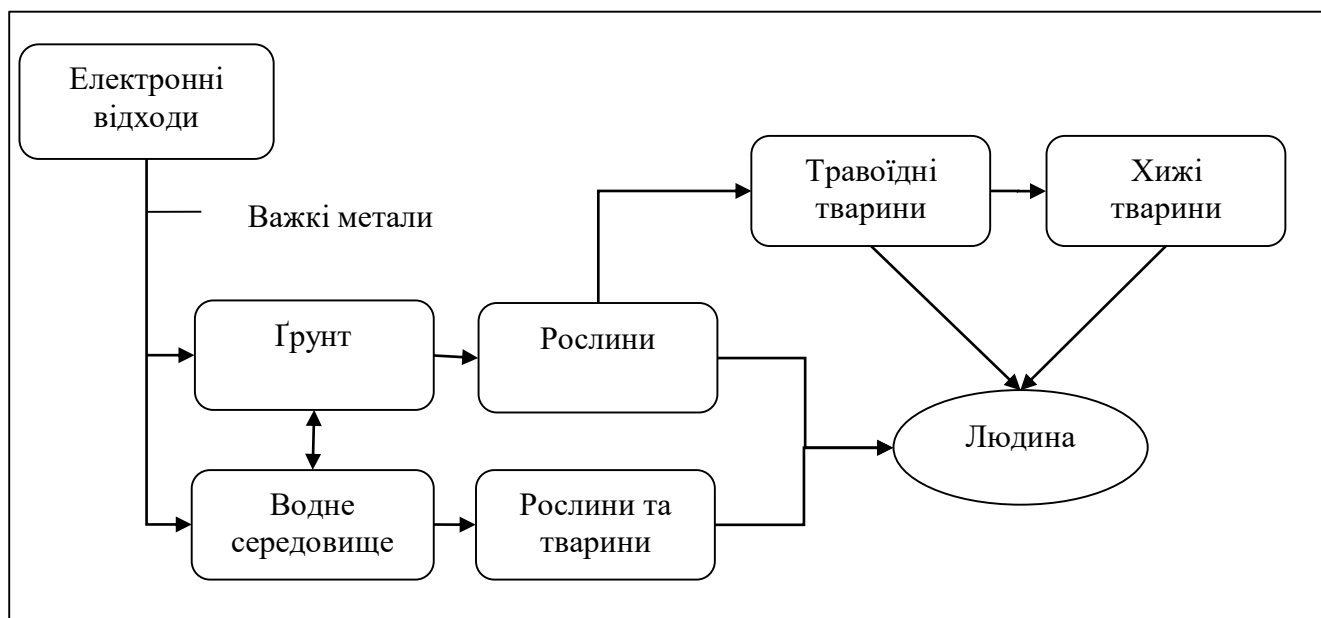 Електронні
відходи
Важкі метали
Травоїдні
тварини
Хижі
тварини
Ґрунт
Рослини
Людина
Водне
середовище
Рослини та
тварини